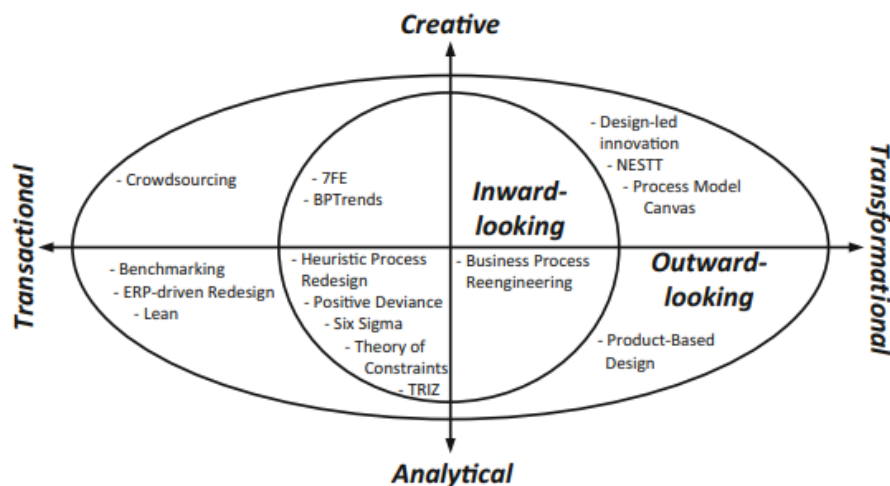 Creative
- Design-led
innovation
- NESTT
- Process Model
Canvas
- Crowdsourcing
- 7FE
- BPTrends
Inward-
looking
Transactional
Transformational
- Benchmarking
- ERP-driven Redesign
- Lean
- Heuristic Process
Redesign
- Positive Deviance
- Six Sigma
- Theory of
Constraints
- TRIZ
- Business Process
Reengineering
Outward-
looking
- Product-Based
Design
Analytical